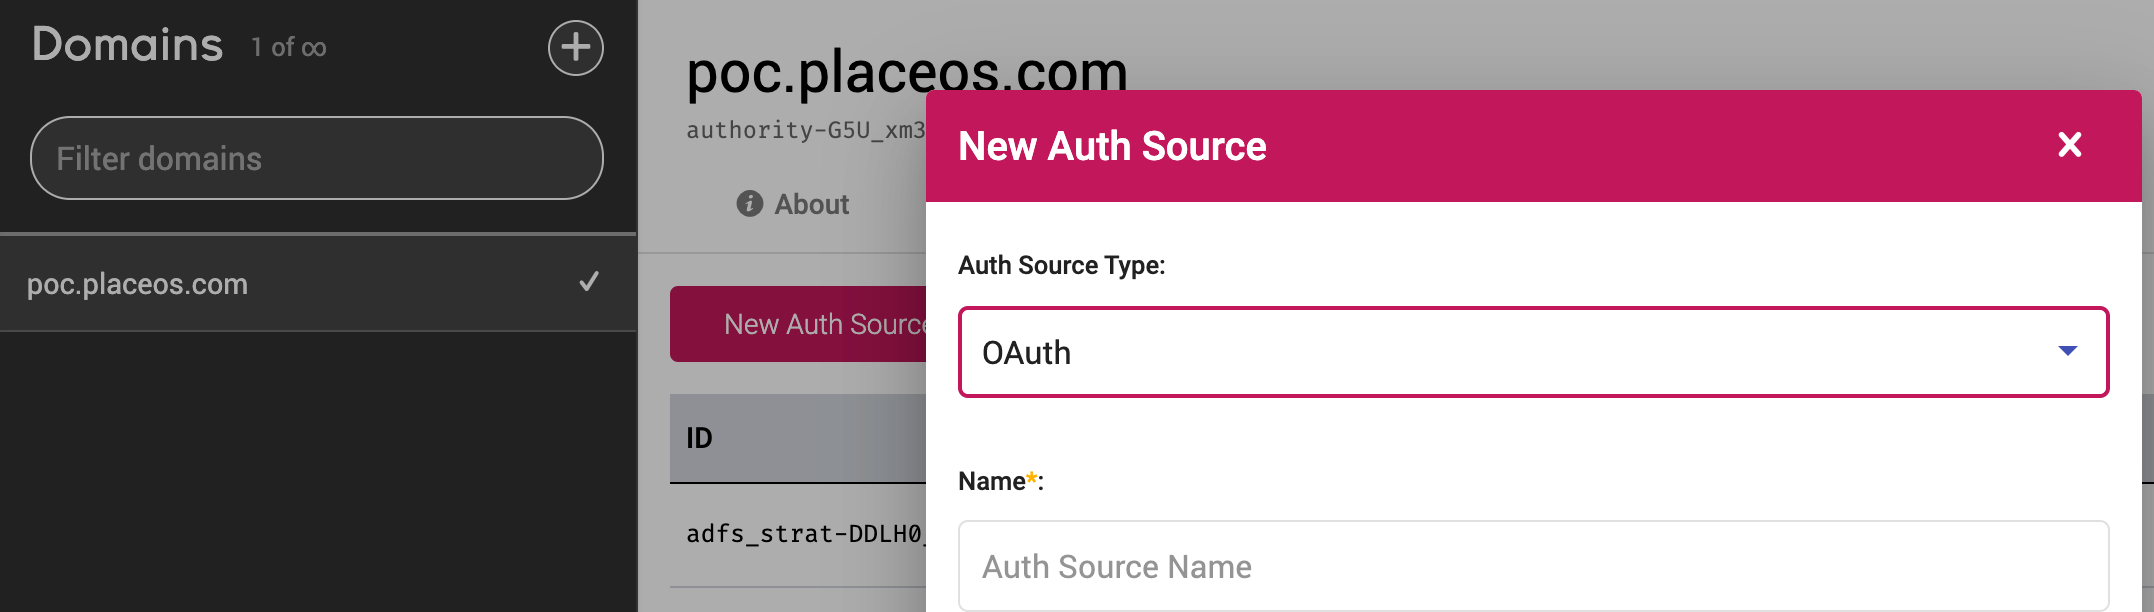 Domains 1 of ∞
Filter domains
poc.placeos.com
poc.placeos.com
authority-G5U_xm3
About
New Auth Source
ID
adfs_strat-DDLH0_
New Auth Source
Auth Source Type:
OAuth
Name*:
Auth Source Name